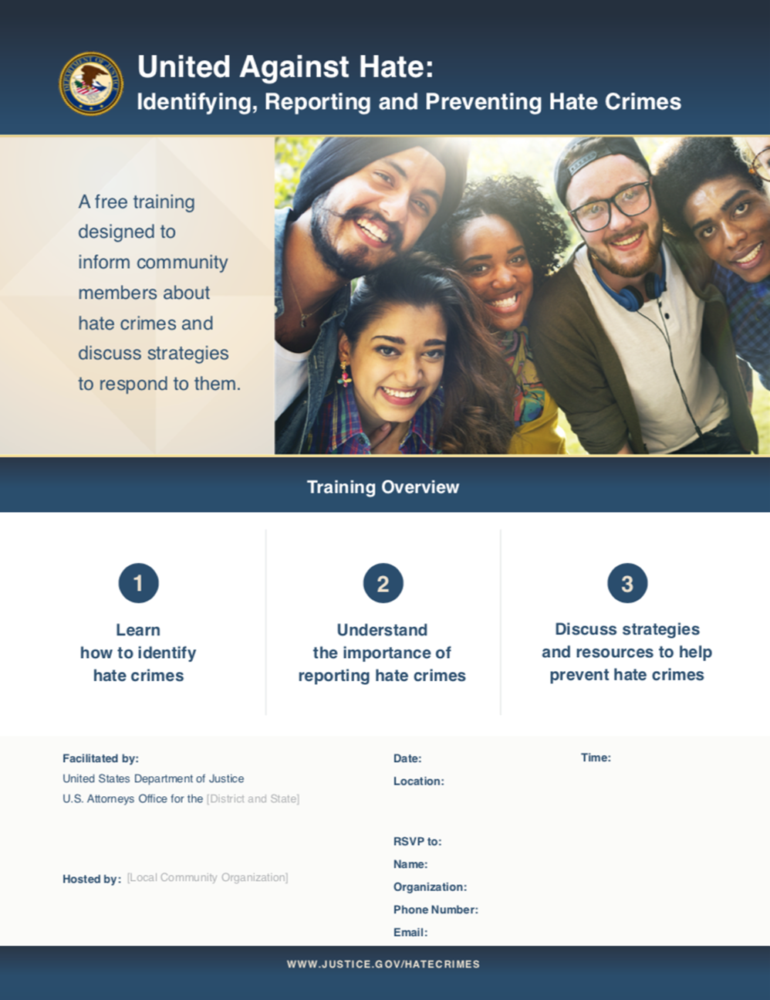 United Against Hate:
Identifying, Reporting and Preventing Hate Crimes
A free training
designed to
inform community
members about
hate crimes and
discuss strategies
to respond to them.
Training Overview
1
Learn
how to identify
hate crimes
2
Understand
the importance of
reporting hate crimes
3
Discuss strategies
and resources to help
prevent hate crimes
Facilitated by:
United States Department of Justice
U.S. Attorneys Office for the [District and State]
Hosted by: [Local Community Organization]
Date:
Time:
Location:
RSVP to:
Name:
Organization:
Phone Number:
Email:
WWW.JUSTICE.GOV/HATECRIMES